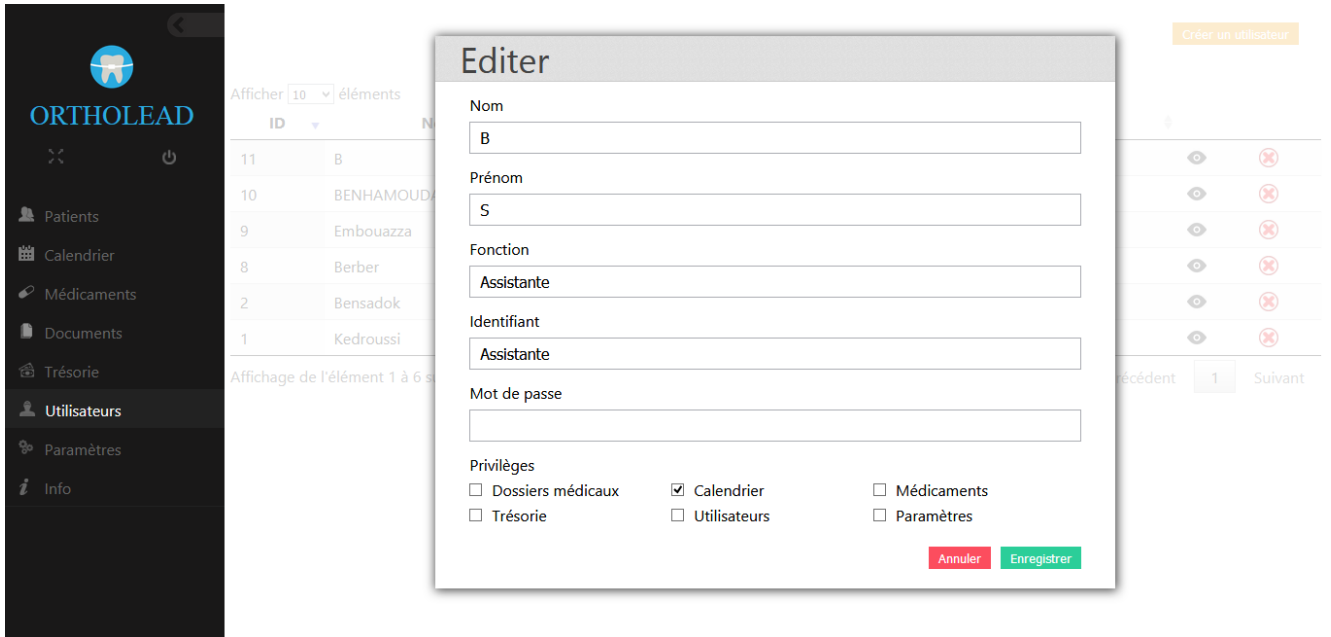 Créer un utilisateur
Editer
ORTHOLEAD
Afficher 10 éléments
ID
Nom
B
11 B
Prénom
10 BENHAMOUDA
S
Patients
9 Embouazza
Fonction
Calendrier
8 Berber
Assistante
Médicaments
2 Bensadok
Identifiant
Documents
1 Kedroussi
Assistante
Trésorie
Affichage de l'élément 1 à 6
1 Suivant
Mot de passe
Utilisateurs
Paramètres
Privilèges
Info
Dossiers médicaux Calendrier Médicaments
Trésorie Utilisateurs Paramètres
Annuler Enregistrer